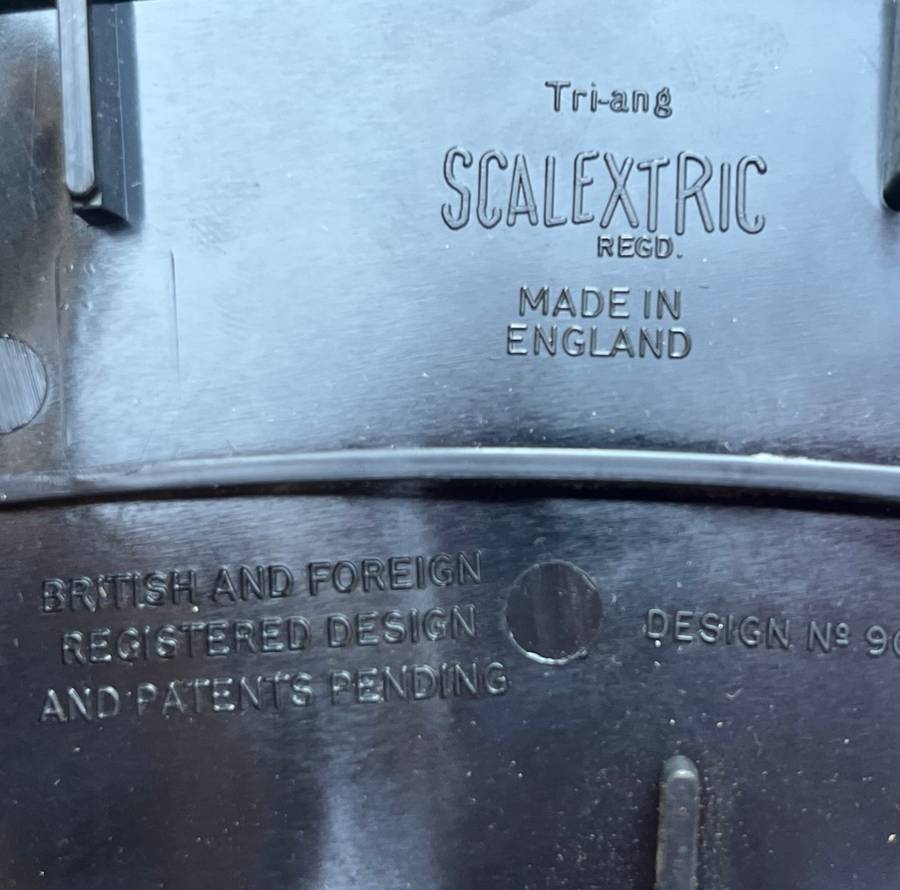 Tri-ang
SCALEXTRIC
REGD.
MADE IN
ENGLAND
BRITISH AND FOREIGN
REGISTERED DESIGN
AND PATENTS PENDING
DESIGN Nº